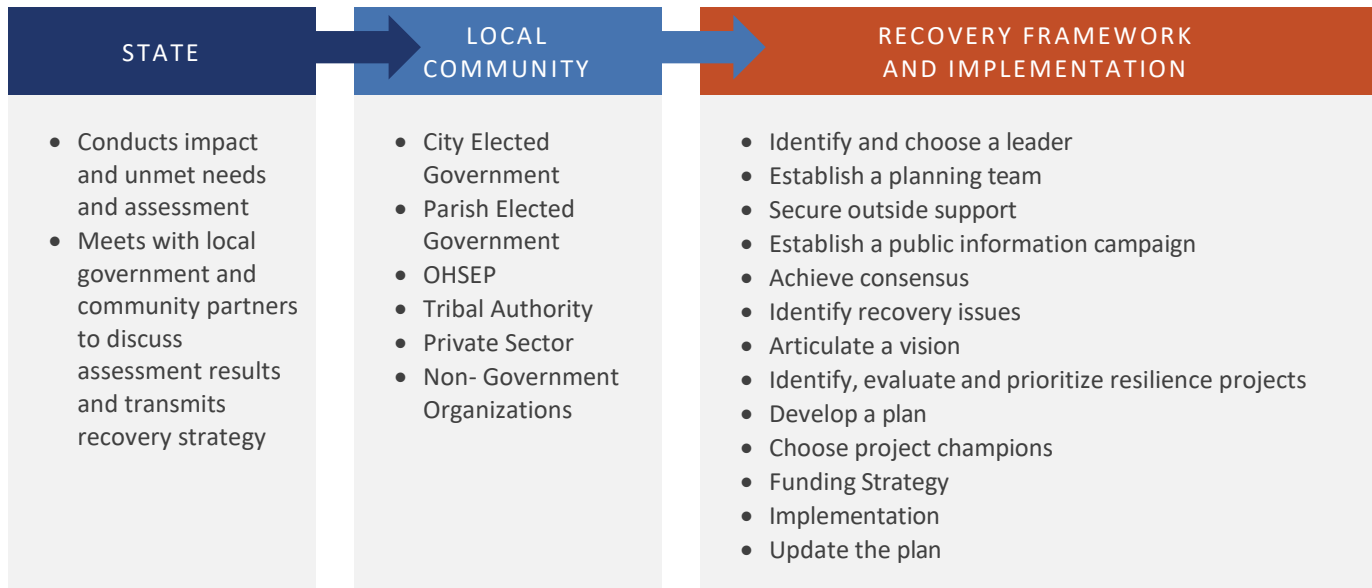 STATE
• Conducts impact
and unmet needs
and assessment
• Meets with local
government and
community partners
to discuss
assessment results
and transmits
recovery strategy
LOCAL
COMMUNITY
• City Elected
Government
• Parish Elected
Government
• OHSEP
• Tribal Authority
• Private Sector
• Non- Government
Organizations
RECOVERY FRAMEWORK
AND IMPLEMENTATION
• Identify and choose a leader
• Establish a planning team
• Secure outside support
• Establish a public information campaign
• Achieve consensus
• Identify recovery issues
• Articulate a vision
• Identify, evaluate and prioritize resilience projects
• Develop a plan
• Choose project champions
• Funding Strategy
• Implementation
• Update the plan